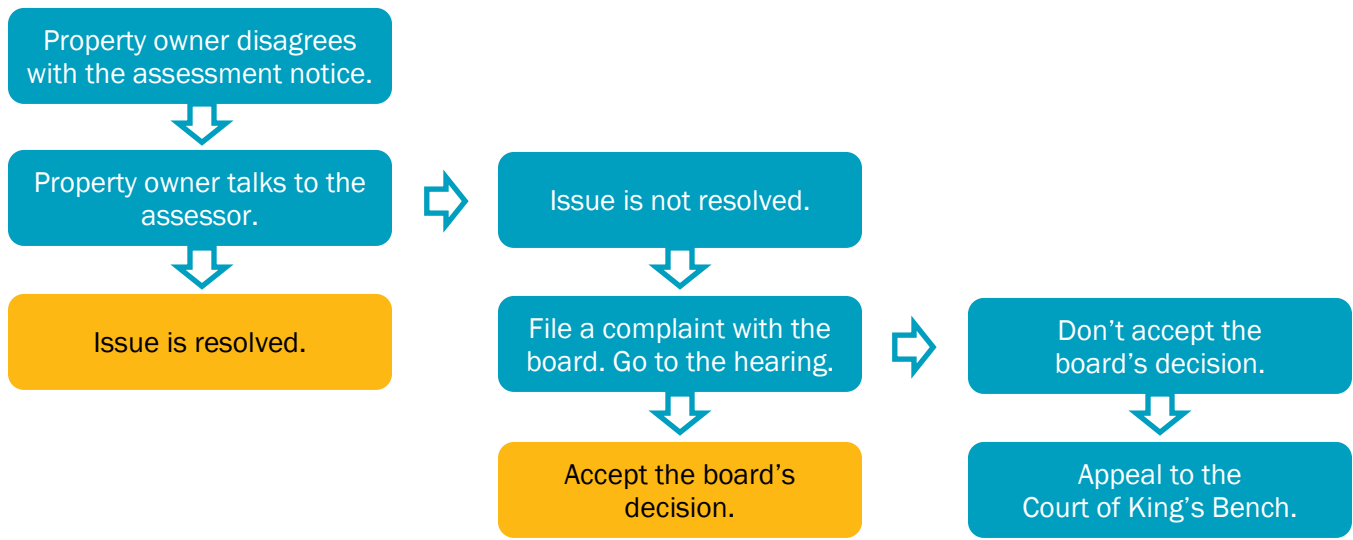 Property owner disagrees
with the assessment notice.
Property owner talks to the
assessor.
Issue is resolved.
Issue is not resolved.
File a complaint with the
board. Go to the hearing.
Accept the board’s
decision.
Don’t accept the
board’s decision.
Appeal to the
Court of King’s Bench.